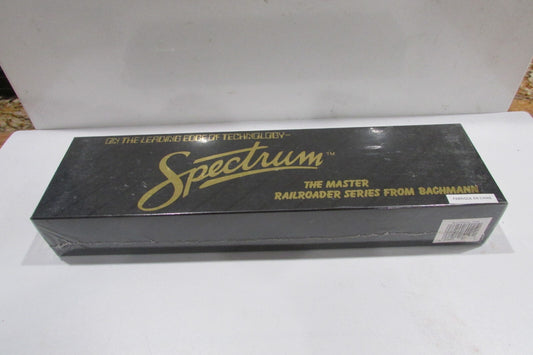 ON THE LEADING EDGE OF TECHNOLOGY-
Spectrum™
THE MASTER
RAILROADER SERIES FROM BACHMANN